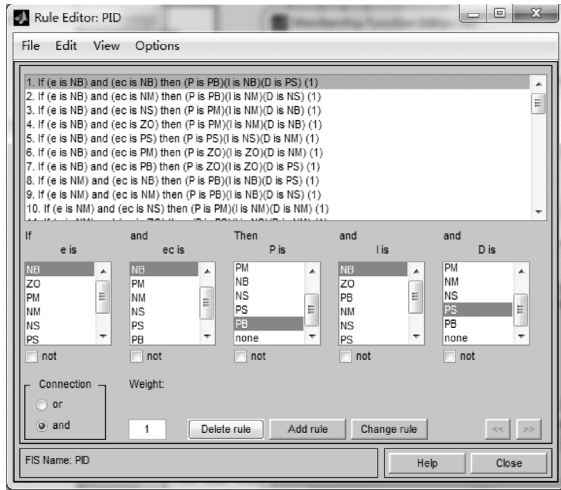 Rule Editor: PID
File Edit View Options
1. If (e is NB) and (ec is NB) then (P is PB)(I is NB)(D is PS) (1)
2. If (e is NB) and (ec is NM) then (P is PB)(I is NM)(D is NS) (1)
3. If (e is NB) and (ec is NS) then (P is PM)(I is NM)(D is NB) (1)
4. If (e is NB) and (ec is ZO) then (P is PM)(I is NM)(D is NB) (1)
5. If (e is NB) and (ec is PS) then (P is PS)(I is NS)(D is NM) (1)
6. If (e is NB) and (ec is PM) then (P is ZO)(I is ZO)(D is NM) (1)
7. If (e is NB) and (ec is PB) then (P is ZO)(I is ZO)(D is PS) (1)
8. If (e is NM) and (ec is NB) then (P is PB)(I is NB)(D is PS) (1)
9. If (e is NM) and (ec is NM) then (P is PB)(I is NB)(D is NS) (1)
10. If (e is NM) and (ec is NS) then (P is PM)(I is NM)(D is NM) (1)
If and Then and and
e is ec is P is I is D is
NB NB PM NB PM
ZO PM NB ZO NM
PM NM NS PB NS
NM NS PS NM PS
NS PS PB NS PB
PS PB none PS none
not not not not not
Connection Weight:
or
and 1 Delete rule Add rule Change rule << >>
FIS Name: PID Help Close